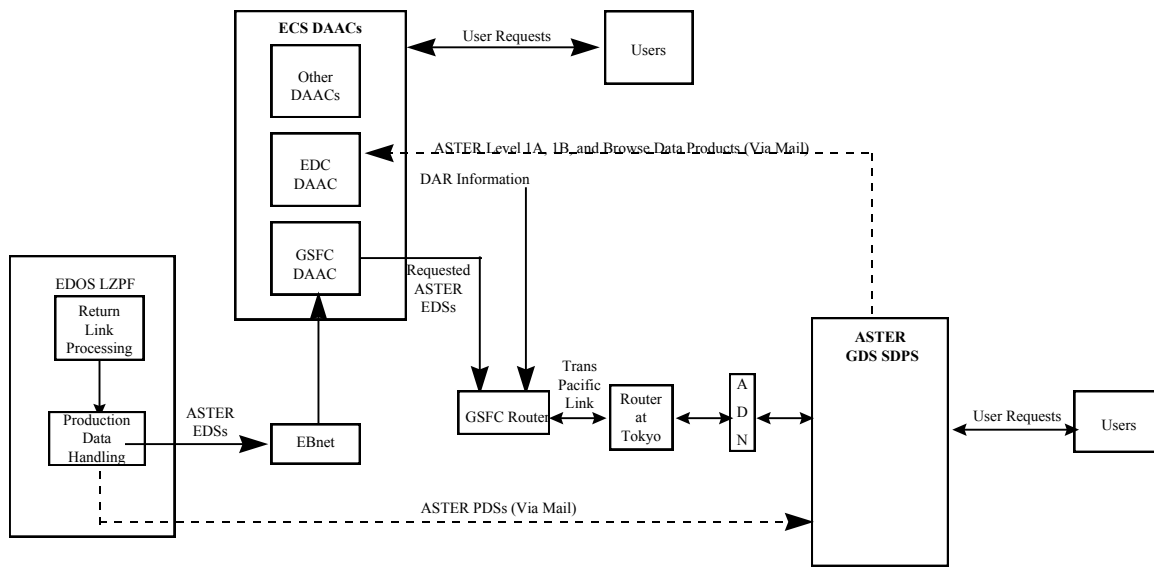 ECS DAACs
User Requests
Users
Other
DAACs
ASTER Level 1A, 1B, and Browse Data Products (Via Mail)
EDC
DAAC
DAR Information
GSFC
DAAC
Requested
ASTER
EDSs
EDOS LZPF
Return
Link
Processing
Production
Data
Handling
ASTER
EDSs
EBnet
GSFC Router
Trans
Pacific
Link
Router
at
Tokyo
A
D
N
ASTER
GDS SDPS
User Requests
Users
ASTER PDSs (Via Mail)